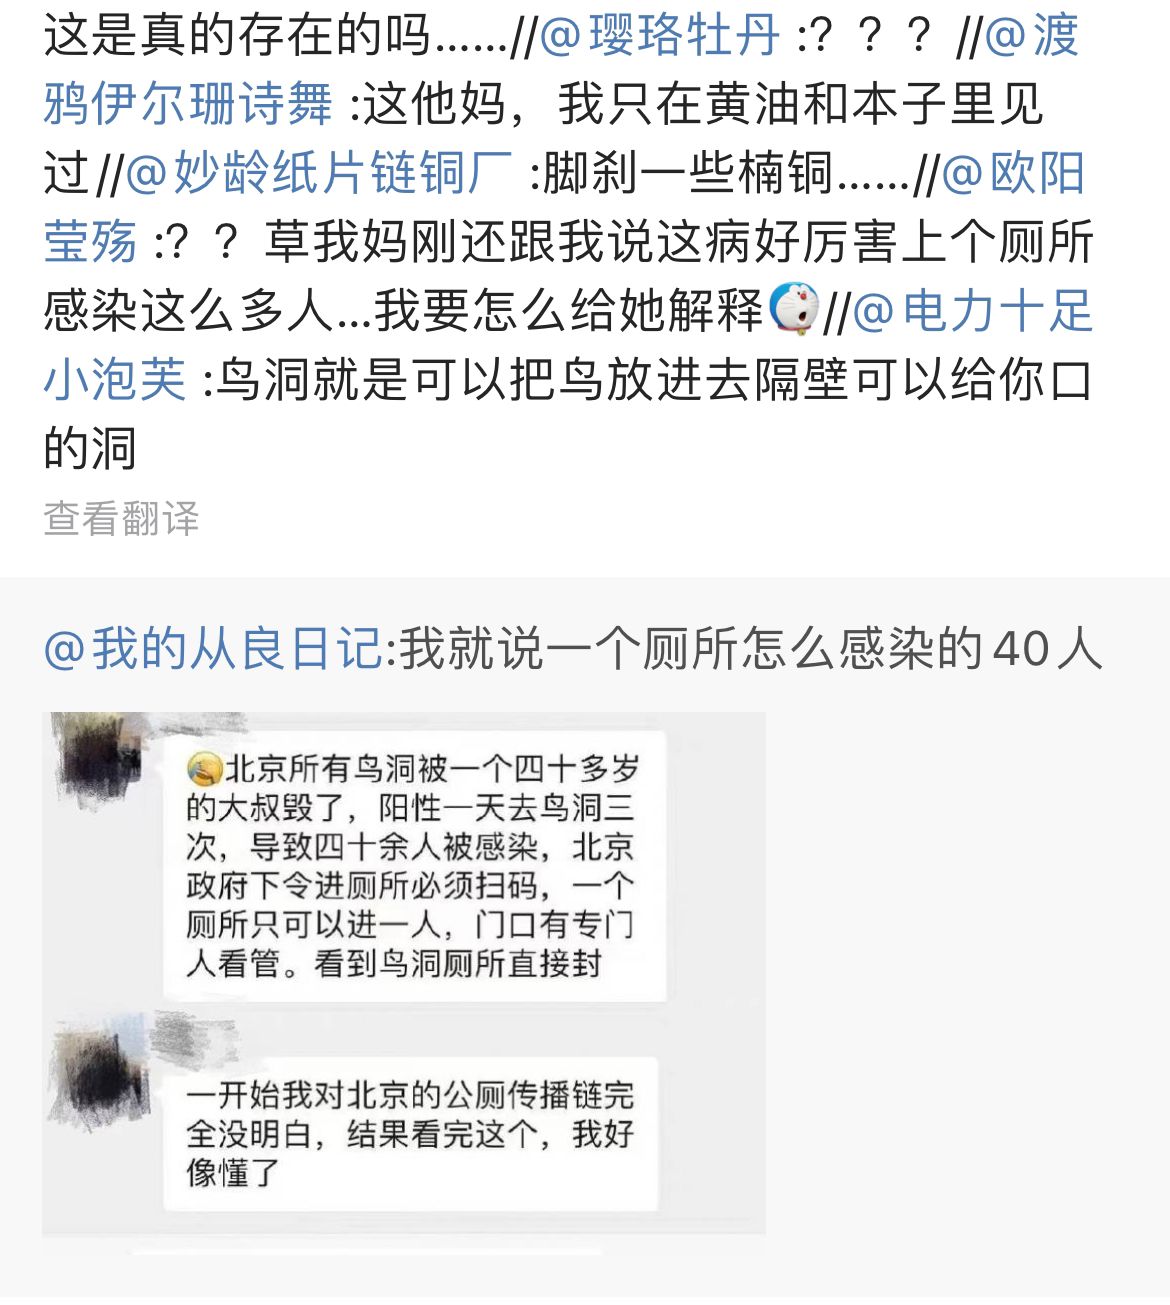 这是真的存在的吗……//@璎珞牡丹 :？？？//@渡
鸦伊尔珊诗舞 :这他妈，我只在黄油和本子里见
过//@妙龄纸片链铜厂 :脚刹一些楠铜……//@欧阳
莹殇 :？？草我妈刚还跟我说这病好厉害上个厕所
感染这么多人…我要怎么给她解释//@电力十足
小泡芙 :鸟洞就是可以把鸟放进去隔壁可以给你口
的洞
查看翻译
@我的从良日记:我就说一个厕所怎么感染的40人
北京所有鸟洞被一个四十多岁
的大叔毁了，阳性一天去鸟洞三
次，导致四十余人被感染，北京
政府下令进厕所必须扫码，一个
厕所只可以进一人，门口有专门
人看管。看到鸟洞厕所直接封
一开始我对北京的公厕传播链完
全没明白，结果看完这个，我好
像懂了